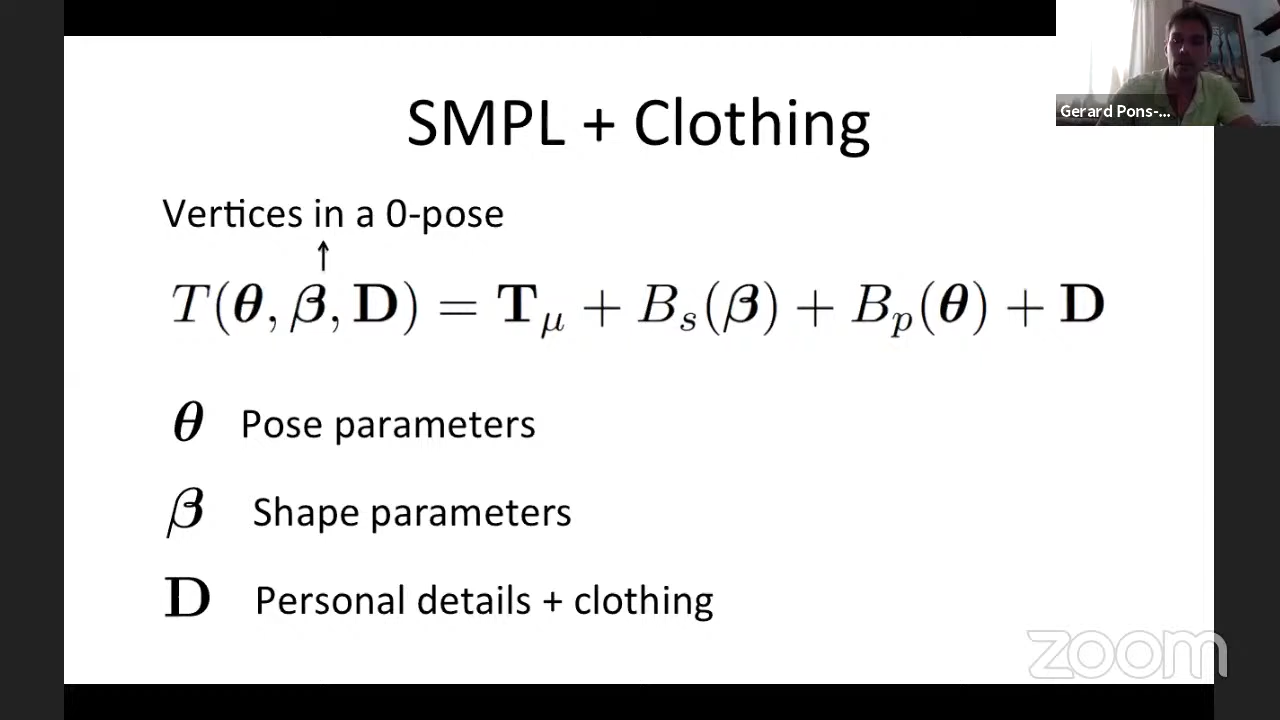 SMPL + Clothing
Gerard Pons-...
Vertices in a 0-pose
↑
T(θ, β, D) = T_μ + B_s(β) + B_p(θ) + D
θ Pose parameters
β Shape parameters
D Personal details + clothing
zoom